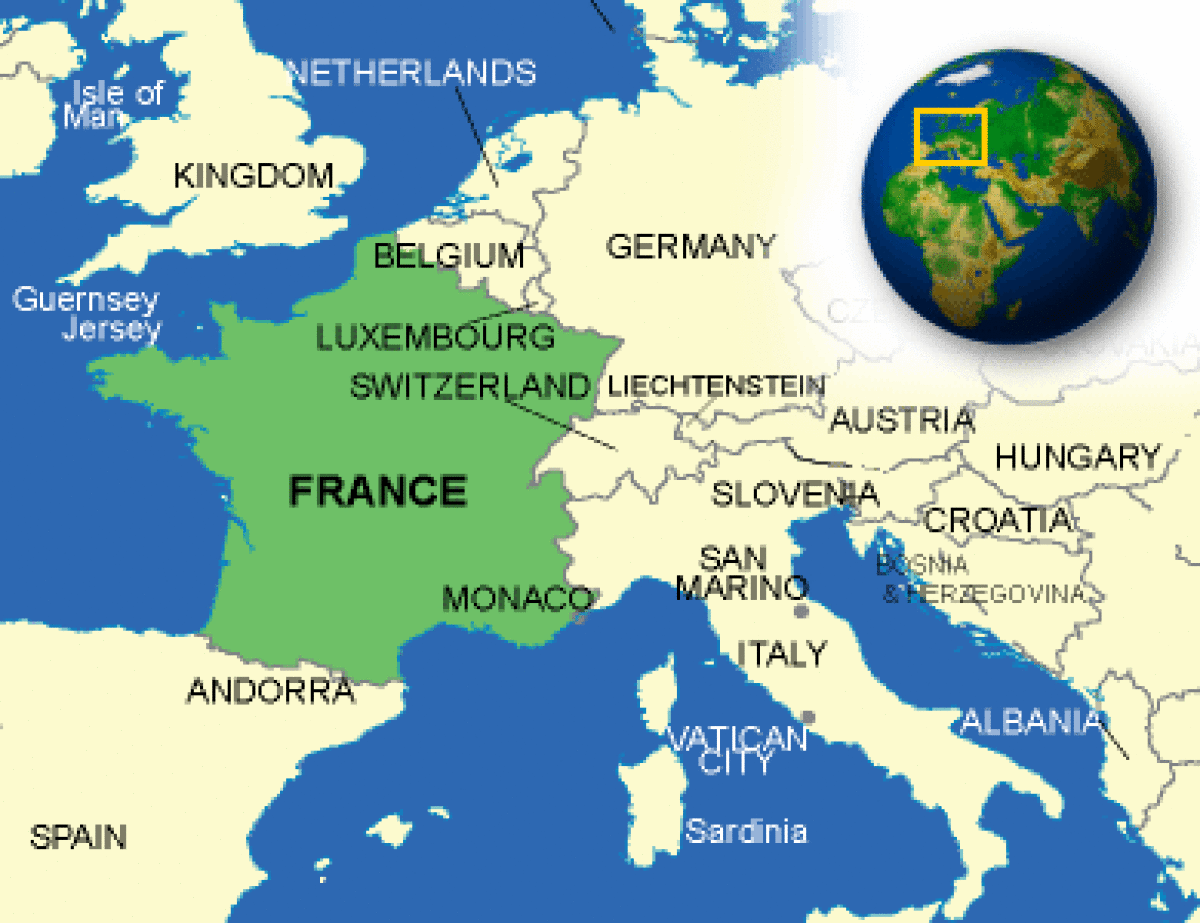 NETHERLANDS
Isle of
Man
KINGDOM
BELGIUM
GERMANY
Guernsey
Jersey
LUXEMBOURG
SWITZERLAND
LIECHTENSTEIN
AUSTRIA
HUNGARY
FRANCE
SLOVENIA
CROATIA
SAN
MARINO
BOSNIA
& HERZEGOVINA
MONACO
ITALY
ANDORRA
VATICAN
CITY
ALBANIA
SPAIN
Sardinia